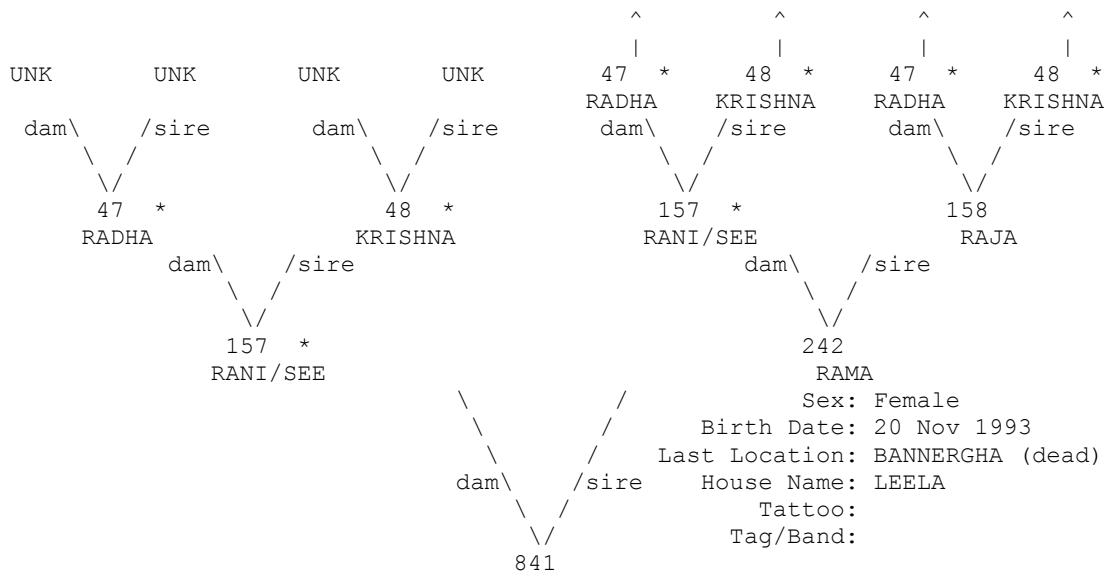 ^ ^ ^ ^
| | | |
UNK UNK UNK UNK 47 * 48 * 47 * 48 *
RADHA KRISHNA RADHA KRISHNA
dam\ /sire dam\ /sire dam\ /sire dam\ /sire
\ / \ / \ / \ /
\/ \/ \/ \/
47 * 48 * 157 * 158
RADHA KRISHNA RANI/SEE RAJA
dam\ /sire dam\ /sire
\ / \ /
\/ \/
157 * 242
RANI/SEE RAMA
\ / Sex: Female
\ / Birth Date: 20 Nov 1993
\ / Last Location: BANNERGHA (dead)
dam\ /sire House Name: LEELA
\ / Tattoo:
\/ Tag/Band:
841